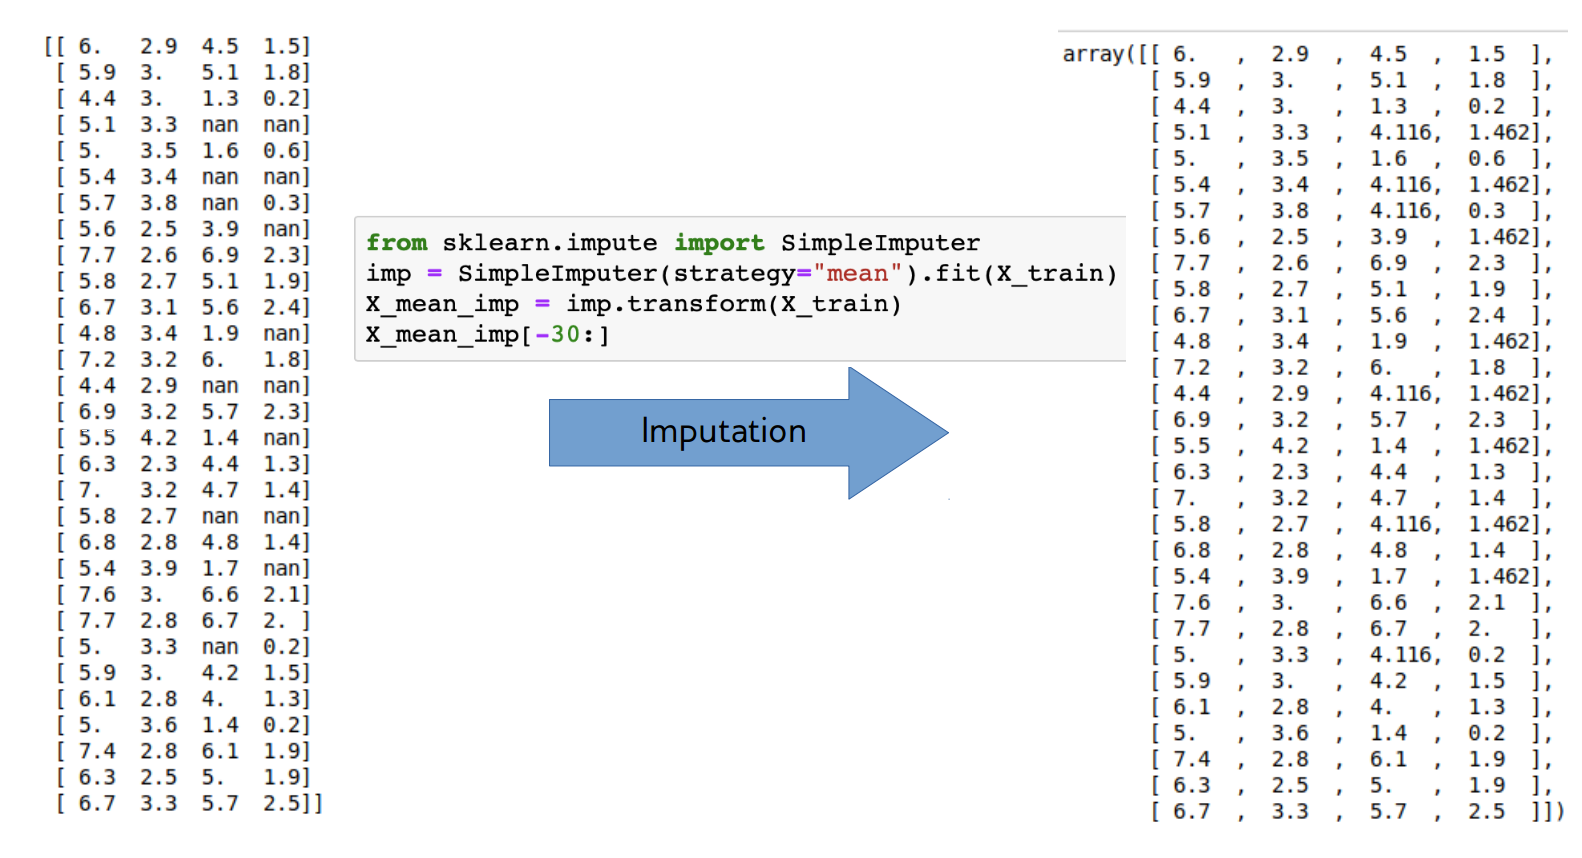 [[ 6.   2.9  4.5  1.5]
 [ 5.9  3.   5.1  1.8]
 [ 4.4  3.   1.3  0.2]
 [ 5.1  3.3  nan  nan]
 [ 5.   3.5  1.6  0.6]
 [ 5.4  3.4  nan  nan]
 [ 5.7  3.8  nan  0.3]
 [ 5.6  2.5  3.9  nan]
 [ 7.7  2.6  6.9  2.3]
 [ 5.8  2.7  5.1  1.9]
 [ 6.7  3.1  5.6  2.4]
 [ 4.8  3.4  1.9  nan]
 [ 7.2  3.2  6.   1.8]
 [ 4.4  2.9  nan  nan]
 [ 6.9  3.2  5.7  2.3]
 [ 5.5  4.2  1.4  nan]
 [ 6.3  2.3  4.4  1.3]
 [ 7.   3.2  4.7  1.4]
 [ 5.8  2.7  nan  nan]
 [ 6.8  2.8  4.8  1.4]
 [ 5.4  3.9  1.7  nan]
 [ 7.6  3.   6.6  2.1]
 [ 7.7  2.8  6.7  2. ]
 [ 5.   3.3  nan  0.2]
 [ 5.9  3.   4.2  1.5]
 [ 6.1  2.8  4.   1.3]
 [ 5.   3.6  1.4  0.2]
 [ 7.4  2.8  6.1  1.9]
 [ 6.3  2.5  5.   1.9]
 [ 6.7  3.3  5.7  2.5]]
from sklearn.impute import SimpleImputer
imp = SimpleImputer(strategy="mean").fit(X_train)
X_mean_imp = imp.transform(X_train)
X_mean_imp[-30:]
Imputation
array([[ 6.   ,  2.9  ,  4.5  ,  1.5  ],
       [ 5.9  ,  3.   ,  5.1  ,  1.8  ],
       [ 4.4  ,  3.   ,  1.3  ,  0.2  ],
       [ 5.1  ,  3.3  ,  4.116,  1.462],
       [ 5.   ,  3.5  ,  1.6  ,  0.6  ],
       [ 5.4  ,  3.4  ,  4.116,  1.462],
       [ 5.7  ,  3.8  ,  4.116,  0.3  ],
       [ 5.6  ,  2.5  ,  3.9  ,  1.462],
       [ 7.7  ,  2.6  ,  6.9  ,  2.3  ],
       [ 5.8  ,  2.7  ,  5.1  ,  1.9  ],
       [ 6.7  ,  3.1  ,  5.6  ,  2.4  ],
       [ 4.8  ,  3.4  ,  1.9  ,  1.462],
       [ 7.2  ,  3.2  ,  6.   ,  1.8  ],
       [ 4.4  ,  2.9  ,  4.116,  1.462],
       [ 6.9  ,  3.2  ,  5.7  ,  2.3  ],
       [ 5.5  ,  4.2  ,  1.4  ,  1.462],
       [ 6.3  ,  2.3  ,  4.4  ,  1.3  ],
       [ 7.   ,  3.2  ,  4.7  ,  1.4  ],
       [ 5.8  ,  2.7  ,  4.116,  1.462],
       [ 6.8  ,  2.8  ,  4.8  ,  1.4  ],
       [ 5.4  ,  3.9  ,  1.7  ,  1.462],
       [ 7.6  ,  3.   ,  6.6  ,  2.1  ],
       [ 7.7  ,  2.8  ,  6.7  ,  2.   ],
       [ 5.   ,  3.3  ,  4.116,  0.2  ],
       [ 5.9  ,  3.   ,  4.2  ,  1.5  ],
       [ 6.1  ,  2.8  ,  4.   ,  1.3  ],
       [ 5.   ,  3.6  ,  1.4  ,  0.2  ],
       [ 7.4  ,  2.8  ,  6.1  ,  1.9  ],
       [ 6.3  ,  2.5  ,  5.   ,  1.9  ],
       [ 6.7  ,  3.3  ,  5.7  ,  2.5  ]])